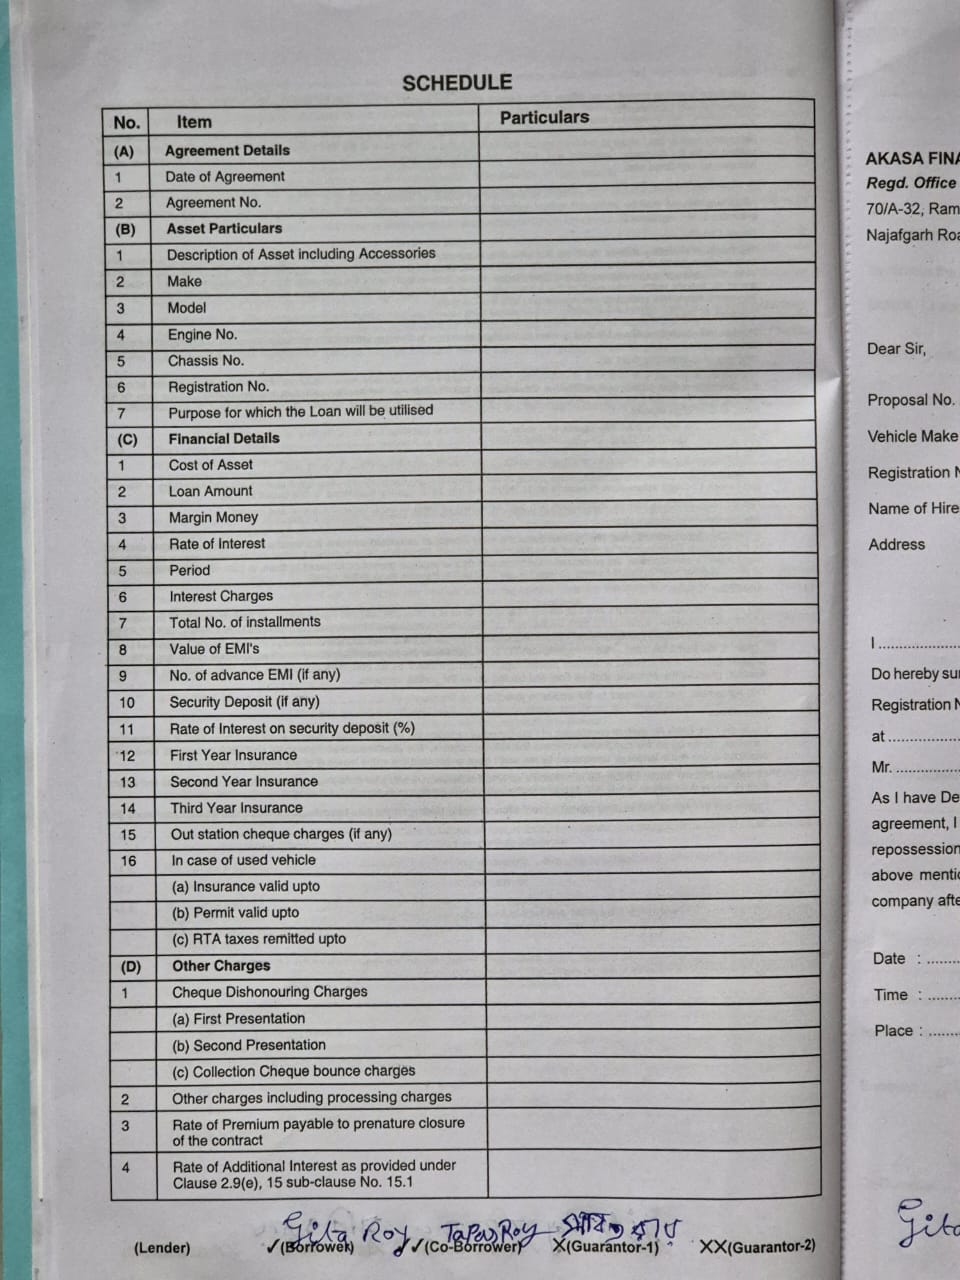 SCHEDULE
No. Item Particulars
(A) Agreement Details
1 Date of Agreement
2 Agreement No.
(B) Asset Particulars
1 Description of Asset including Accessories
2 Make
3 Model
4 Engine No.
5 Chassis No.
6 Registration No.
7 Purpose for which the Loan will be utilised
(C) Financial Details
1 Cost of Asset
2 Loan Amount
3 Margin Money
4 Rate of Interest
5 Period
6 Interest Charges
7 Total No. of installments
8 Value of EMI's
9 No. of advance EMI (if any)
10 Security Deposit (if any)
11 Rate of Interest on security deposit (%)
12 First Year Insurance
13 Second Year Insurance
14 Third Year Insurance
15 Out station cheque charges (if any)
16 In case of used vehicle
(a) Insurance valid upto
(b) Permit valid upto
(c) RTA taxes remitted upto
(D) Other Charges
1 Cheque Dishonouring Charges
(a) First Presentation
(b) Second Presentation
(c) Collection Cheque bounce charges
2 Other charges including processing charges
3 Rate of Premium payable to prenature closure
of the contract
4 Rate of Additional Interest as provided under
Clause 2.9(e), 15 sub-clause No. 15.1
Gita Roy Tapas Roy
(Lender) ✓(Borrower) ✓(Co-Borrower) X(Guarantor-1) XX(Guarantor-2)
AKASA FINA
Regd. Office
70/A-32, Ram
Najafgarh Roa
Dear Sir,
Proposal No.
Vehicle Make
Registration N
Name of Hire
Address
I ....................
Do hereby sur
Registration N
at ....................
Mr. ....................
As I have De
agreement, I
repossession
above mentic
company afte
Date : .........
Time : .........
Place : .........
Gita